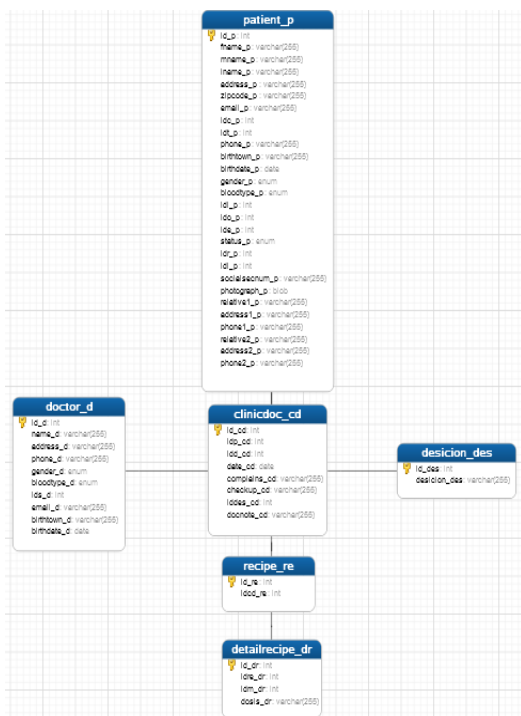 patient_p
id_p: int
fname_p: varchar(255)
mname_p: varchar(255)
lname_p: varchar(255)
address_p: varchar(255)
zipcode_p: varchar(255)
email_p: varchar(255)
idc_p: int
idt_p: int
phone_p: varchar(255)
birthtown_p: varchar(255)
birthdate_p: date
gender_p: enum
bloodtype_p: enum
idl_p: int
ido_p: int
ide_p: int
status_p: enum
idr_p: int
idi_p: int
socialsecnum_p: varchar(255)
photograph_p: blob
relative1_p: varchar(255)
address1_p: varchar(255)
phone1_p: varchar(255)
relative2_p: varchar(255)
address2_p: varchar(255)
phone2_p: varchar(255)
doctor_d
id_d: int
name_d: varchar(255)
address_d: varchar(255)
phone_d: varchar(255)
gender_d: enum
bloodtype_d: enum
ids_d: int
email_d: varchar(255)
birthtown_d: varchar(255)
birthdate_d: date
clinicdoc_cd
id_cd: int
idp_cd: int
idd_cd: int
date_cd: date
complains_cd: varchar(255)
checkup_cd: varchar(255)
iddes_cd: int
docnote_cd: varchar(255)
desicion_des
id_des: int
desicion_des: varchar(255)
recipe_re
id_re: int
idcd_re: int
detailrecipe_dr
id_dr: int
idre_dr: int
idm_dr: int
dosis_dr: varchar(255)